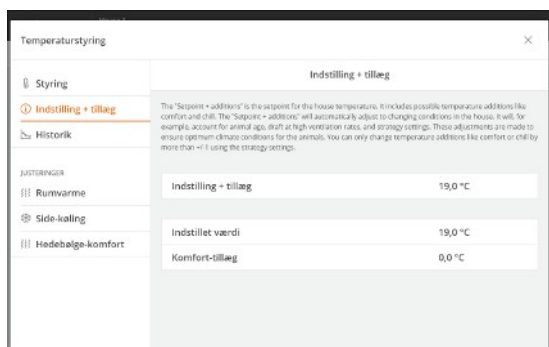 Temperaturstyring
Styring
Indstilling + tillæg
Historik
JUSTERINGER
Rumvarme
Side-køling
Hedebølge-komfort
Indstilling + tillæg
The "Setpoint + additions" is the setpoint for the house temperature. It includes possible temperature additions like
comfort and chill. The "Setpoint + additions" will automatically adjust to changing conditions in the house. It will, for
example, account for animal age, draft at high ventilation rates, and strategy settings. These adjustments are made to
ensure optimum climate conditions for the animals. You can only change temperature additions like comfort or chill by
more than +/- 1 using the strategy settings.
Indstilling + tillæg 19,0 °C
Indstillet værdi 19,0 °C
Komfort-tillæg 0,0 °C